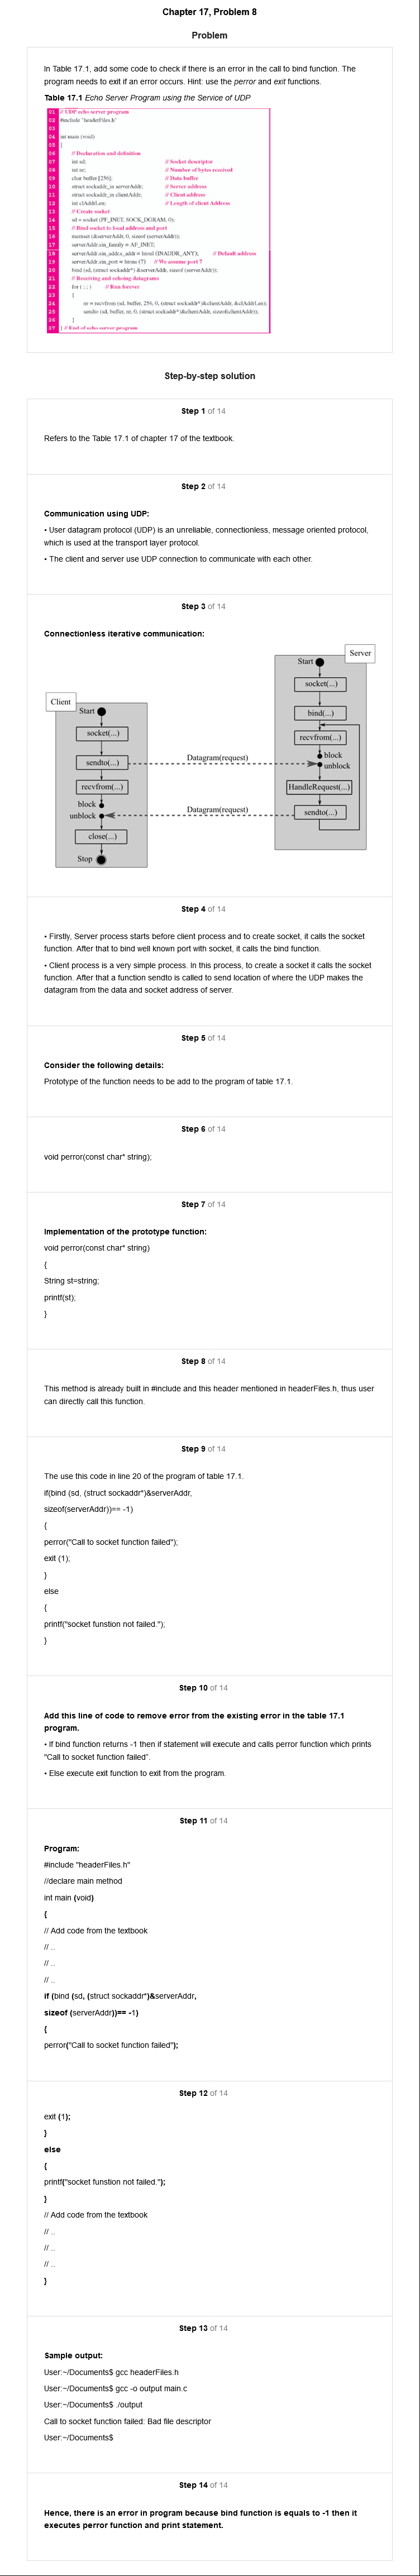 Chapter 17, Problem 8
Problem
In Table 17.1, add some code to check if there is an error in the call to bind function. The
program needs to exit if an error occurs. Hint: use the perror and exit functions.
Table 17.1 Echo Server Program using the Service of UDP
01 // UDP echo server program
02 #include "headerFiles.h"
03
04 int main (void)
05 {
06 // Declaration and definition
07 int sd; // Socket descriptor
08 int nr; // Number of bytes received
09 char buffer [256]; // Data buffer
10 struct sockaddr_in serverAddr; // Server address
11 struct sockaddr_in clientAddr; // Client address
12 int clAddrLen; // Length of client Address
13 // Create socket
14 sd = socket (PF_INET, SOCK_DGRAM, 0);
15 // Bind socket to local address and port
16 memset (&serverAddr, 0, sizeof (serverAddr));
17 serverAddr.sin_family = AF_INET;
18 serverAddr.sin_addr.s_addr = htonl (INADDR_ANY); // Default address
19 serverAddr.sin_port = htons (7) // We assume port 7
20 bind (sd, (struct sockaddr*) &serverAddr, sizeof (serverAddr));
21 // Receiving and echoing datagrams
22 for ( ; ; ) // Run forever
23 {
24 nr = recvfrom (sd, buffer, 256, 0, (struct sockaddr*)&clientAddr, &clAddrLen);
25 sendto (sd, buffer, nr, 0, (struct sockaddr*)&clientAddr, sizeof(clientAddr));
26 }
27 } // End of echo server program
Step-by-step solution
Step 1 of 14
Refers to the Table 17.1 of chapter 17 of the textbook.
Step 2 of 14
Communication using UDP:
• User datagram protocol (UDP) is an unreliable, connectionless, message oriented protocol,
which is used at the transport layer protocol.
• The client and server use UDP connection to communicate with each other.
Step 3 of 14
Connectionless iterative communication:
Server
Start
socket(...)
bind(...)
recvfrom(...)
block
unblock
HandleRequest(...)
sendto(...)
Client
Start
socket(...)
sendto(...)
recvfrom(...)
block
unblock
close(...)
Stop
Datagram(request)
Datagram(request)
Step 4 of 14
• Firstly, Server process starts before client process and to create socket, it calls the socket
function. After that to bind well known port with socket, it calls the bind function.
• Client process is a very simple process. In this process, to create a socket it calls the socket
function. After that a function sendto is called to send location of where the UDP makes the
datagram from the data and socket address of server.
Step 5 of 14
Consider the following details:
Prototype of the function needs to be add to the program of table 17.1.
Step 6 of 14
void perror(const char* string);
Step 7 of 14
Implementation of the prototype function:
void perror(const char* string)
{
String st=string;
printf(st);
}
Step 8 of 14
This method is already built in #include and this header mentioned in headerFiles.h, thus user
can directly call this function.
Step 9 of 14
The use this code in line 20 of the program of table 17.1.
if(bind (sd, (struct sockaddr*)&serverAddr,
sizeof(serverAddr))== -1)
{
perror("Call to socket function failed");
exit (1);
}
else
{
printf("socket funstion not failed.");
}
Step 10 of 14
Add this line of code to remove error from the existing error in the table 17.1
program.
• If bind function returns -1 then if statement will execute and calls perror function which prints
"Call to socket function failed".
• Else execute exit function to exit from the program.
Step 11 of 14
Program:
#include "headerFiles.h"
//declare main method
int main (void)
{
// Add code from the textbook
// ..
// ..
// ..
if (bind (sd, (struct sockaddr*)&serverAddr,
sizeof (serverAddr))== -1)
{
perror("Call to socket function failed");
Step 12 of 14
exit (1);
}
else
{
printf("socket funstion not failed.");
}
// Add code from the textbook
// ..
// ..
// ..
}
Step 13 of 14
Sample output:
User:~/Documents$ gcc headerFiles.h
User:~/Documents$ gcc -o output main.c
User:~/Documents$ ./output
Call to socket function failed: Bad file descriptor
User:~/Documents$
Step 14 of 14
Hence, there is an error in program because bind function is equals to -1 then it
executes perror function and print statement.